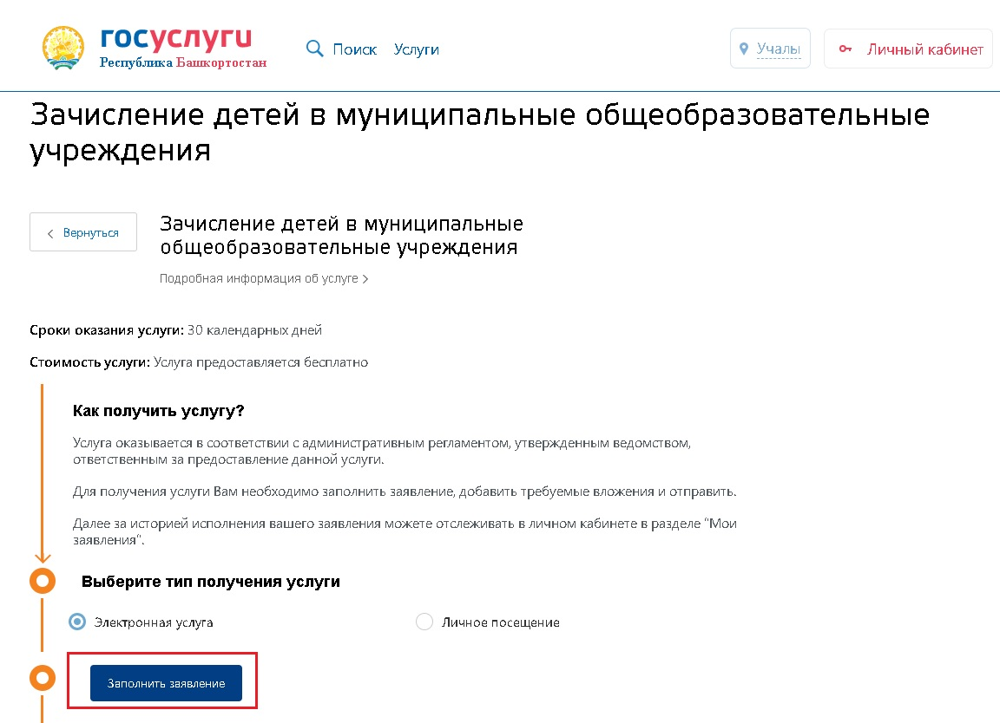 госуслуги
Республика Башкортостан
Поиск Услуги
Учалы
Личный кабинет
Зачисление детей в муниципальные общеобразовательные
учреждения
Вернуться
Зачисление детей в муниципальные
общеобразовательные учреждения
Подробная информация об услуге >
Сроки оказания услуги: 30 календарных дней
Стоимость услуги: Услуга предоставляется бесплатно
Как получить услугу?
Услуга оказывается в соответствии с административным регламентом, утвержденным ведомством,
ответственным за предоставление данной услуги.
Для получения услуги Вам необходимо заполнить заявление, добавить требуемые вложения и отправить.
Далее за историей исполнения вашего заявления можете отслеживать в личном кабинете в разделе "Мои
заявления".
Выберите тип получения услуги
Электронная услуга
Личное посещение
Заполнить заявление